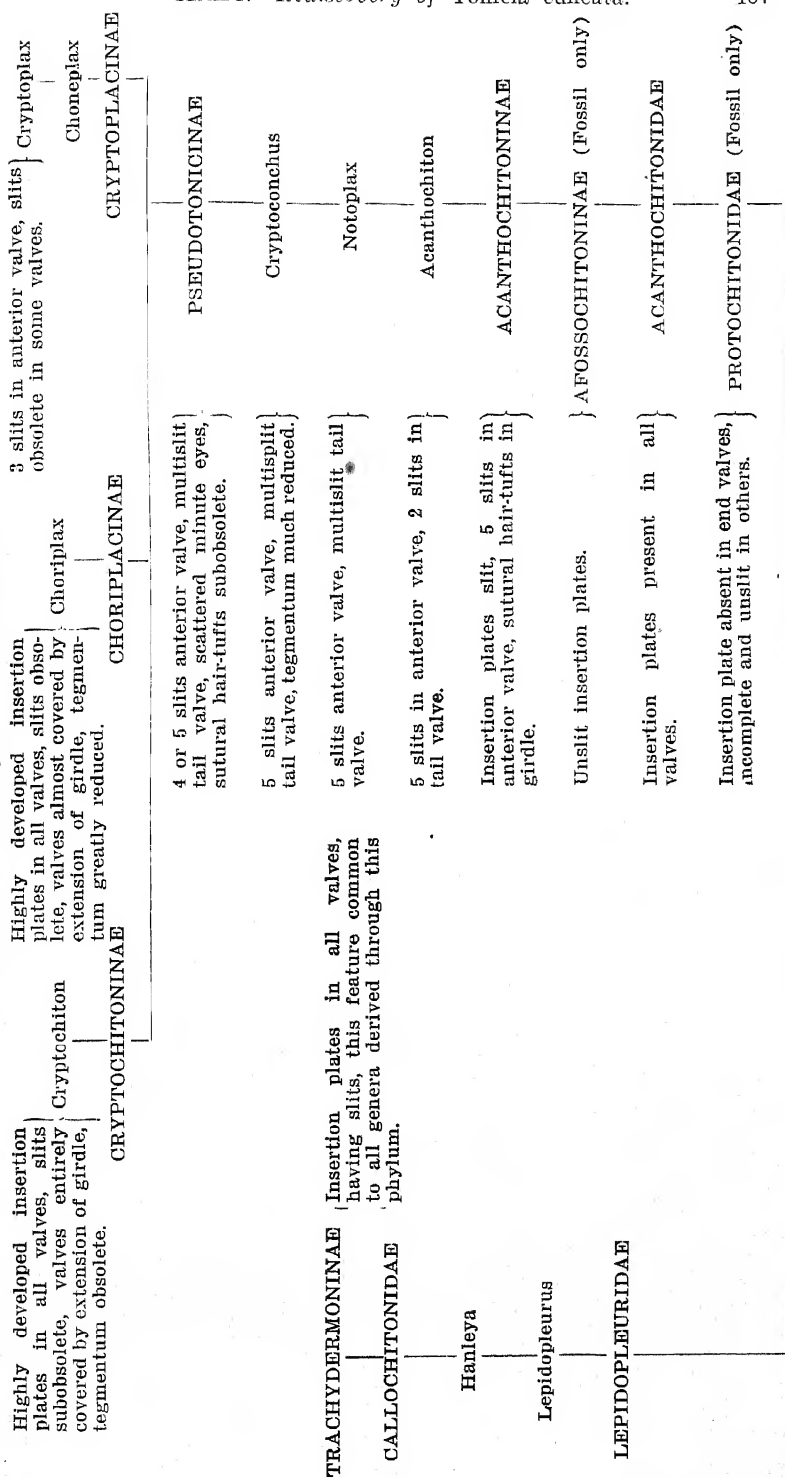 3 slits in anterior valve, slits
obsolete in some valves.
Cryptoplax
Choneplax
CRYPTOPLACINAE
Highly developed insertion
plates in all valves, slits obso-
lete, valves almost covered by
extension of girdle, tegmen-
tum greatly reduced.
Choriplax
CHORIPLACINAE
Highly developed insertion
plates in all valves, slits
subobsolete, valves entirely
covered by extension of girdle,
tegmentum obsolete.
Cryptochiton
CRYPTOCHITONINAE
4 or 5 slits anterior valve, multislit
tail valve, scattered minute eyes,
sutural hair-tufts subobsolete.
PSEUDOTONICINAE
5 slits anterior valve, multisplit
tail valve, tegmentum much reduced.
Cryptoconchus
5 slits anterior valve, multislit tail
valve.
Notoplax
5 slits in anterior valve, 2 slits in
tail valve.
Acanthochiton
Insertion plates slit, 5 slits in
anterior valve, sutural hair-tufts in
girdle.
ACANTHOCHITONINAE
Unslit insertion plates.
AFOSSOCHITONINAE (Fossil only)
Insertion plates present in all
valves.
ACANTHOCHITONIDAE
Insertion plate absent in end valves,
incomplete and unslit in others.
PROTOCHITONIDAE (Fossil only)
TRACHYDERMONINAE
Insertion plates in all valves,
having slits, this feature common
to all genera derived through this
phylum.
CALLOCHITONIDAE
Hanleya
Lepidopleurus
LEPIDOPLEURIDAE